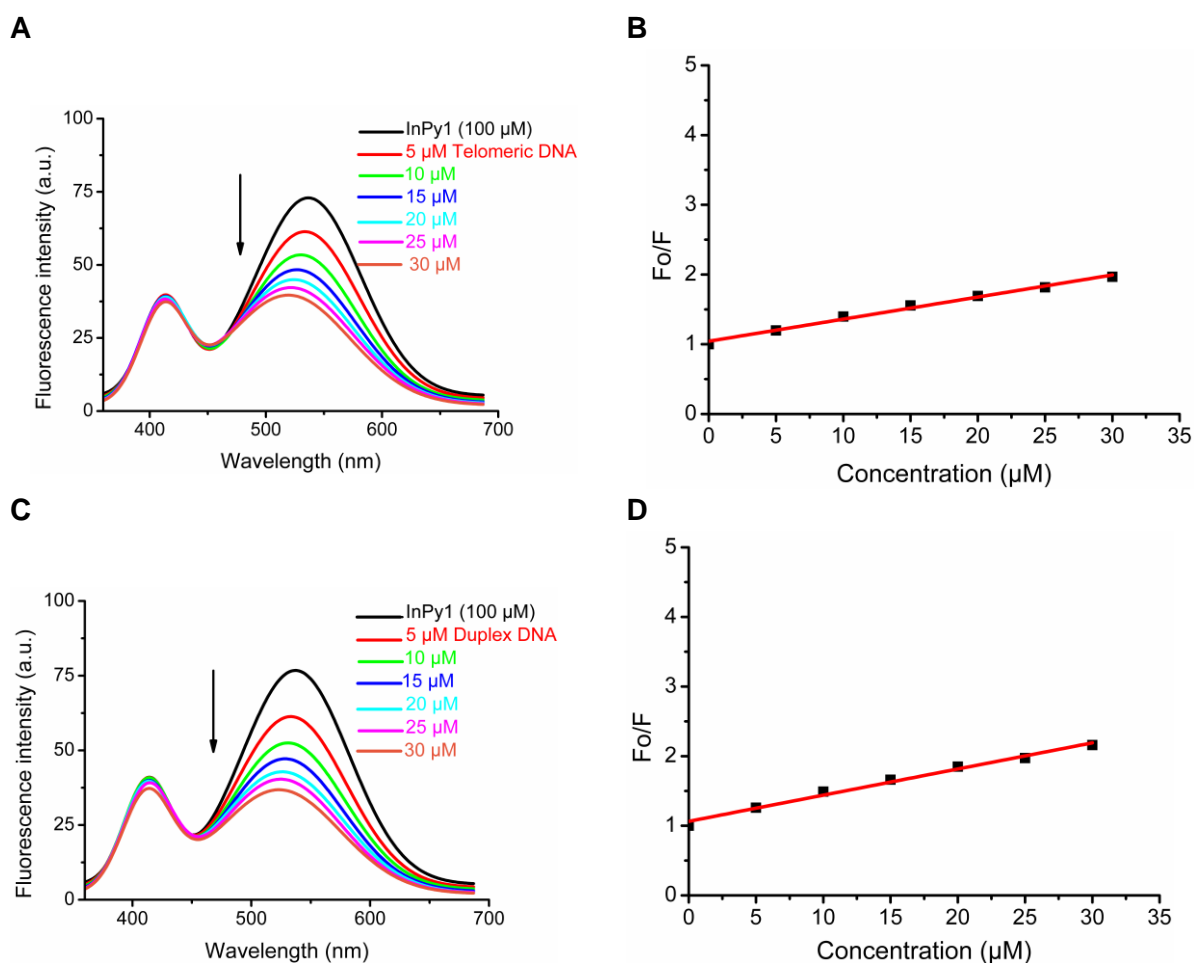 A
Fluorescence intensity (a.u.)
100
75
50
25
0
400
500
600
700
Wavelength (nm)
InPy1 (100 µM)
5 µM Telomeric DNA
10 µM
15 µM
20 µM
25 µM
30 µM
B
Fo/F
5
4
3
2
1
0
0
5
10
15
20
25
30
35
Concentration (µM)
C
Fluorescence intensity (a.u.)
100
75
50
25
0
400
500
600
700
Wavelength (nm)
InPy1 (100 µM)
5 µM Duplex DNA
10 µM
15 µM
20 µM
25 µM
30 µM
D
Fo/F
5
4
3
2
1
0
0
5
10
15
20
25
30
35
Concentration (µM)